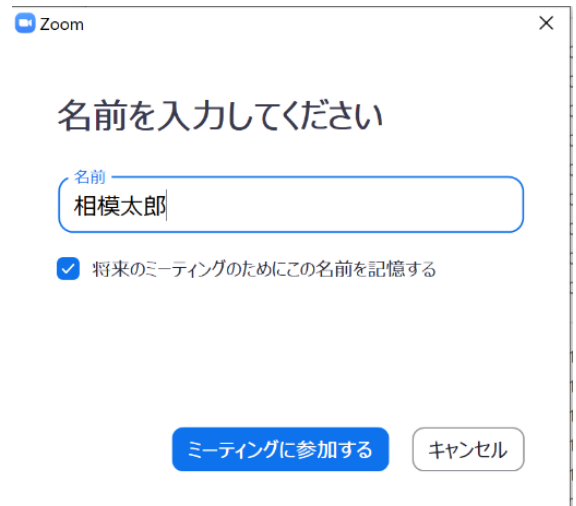 Zoom
名前を入力してください
名前
相模太郎
将来のミーティングのためにこの名前を記憶する
ミーティングに参加する キャンセル